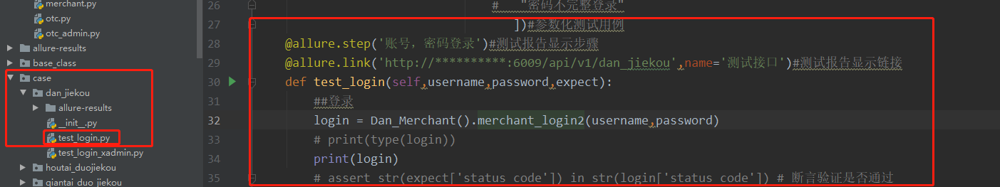 merchant.py
otc.py
otc_admin.py
allure-results
base_class
case
dan_jiekou
allure-results
__init__.py
test_login.py
test_login_xadmin.py
houtai_duojiekou
qiantai_duo_jiekou
26 # "密码不完整登录"
27 ])#参数化测试用例
28 @allure.step('账号，密码登录')#测试报告显示步骤
29 @allure.link('http://**********:6009/api/v1/dan_jiekou',name='测试接口')#测试报告显示链接
30 def test_login(self,username,password,expect):
31 ##登录
32 login = Dan_Merchant().merchant_login2(username,password)
33 # print(type(login))
34 print(login)
35 # assert str(expect['status_code']) in str(login['status_code']) # 断言验证是否通过